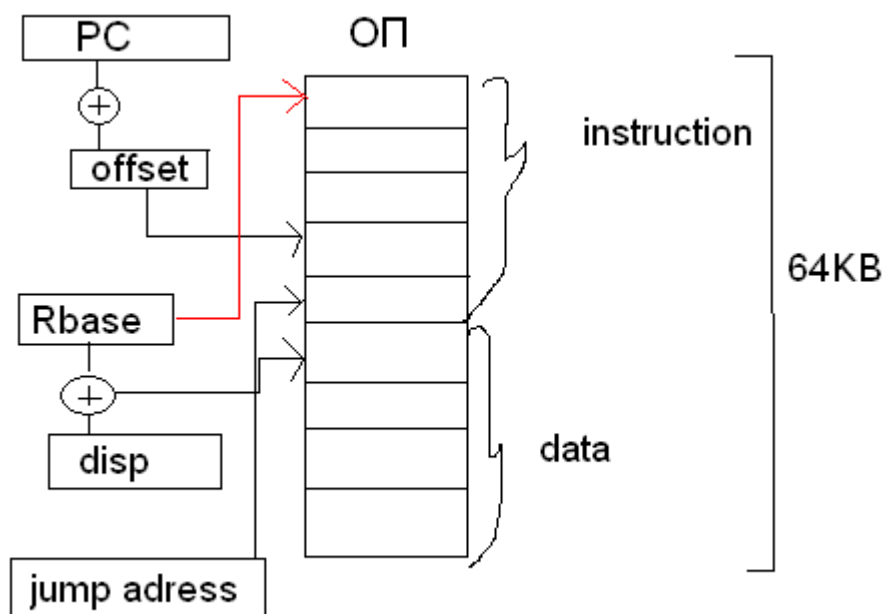 PC
ОП
offset
instruction
64KB
Rbase
disp
data
jump adress